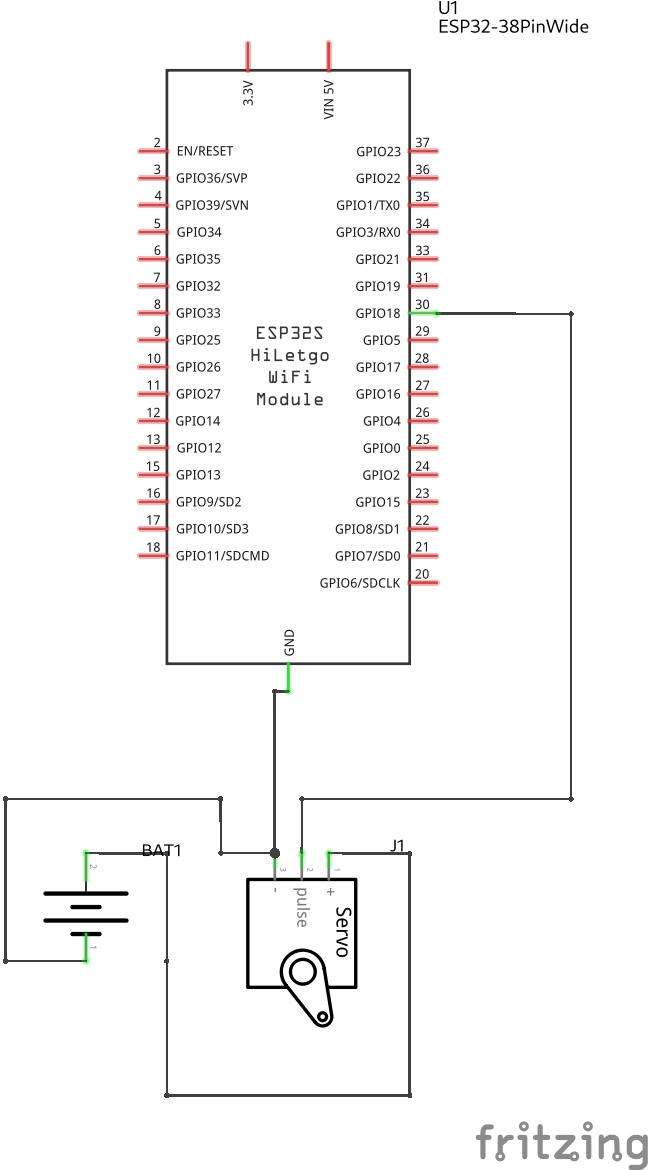 U1
ESP32-38PinWide
3.3V
VIN 5V
2 EN/RESET
3 GPIO36/SVP
4 GPIO39/SVN
5 GPIO34
6 GPIO35
7 GPIO32
8 GPIO33
9 GPIO25
10 GPIO26
11 GPIO27
12 GPIO14
13 GPIO12
15 GPIO13
16 GPIO9/SD2
17 GPIO10/SD3
18 GPIO11/SDCMD
ESP32S
HiLetgo
WiFi
Module
GPIO23 37
GPIO22 36
GPIO1/TX0 35
GPIO3/RX0 34
GPIO21 33
GPIO19 31
GPIO18 30
GPIO5 29
GPIO17 28
GPIO16 27
GPIO4 26
GPIO0 25
GPIO2 24
GPIO15 23
GPIO8/SD1 22
GPIO7/SD0 21
GPIO6/SDCLK 20
GND
BAT1
2
1
J1
3
2
1
-
pulse
+
Servo
fritzing